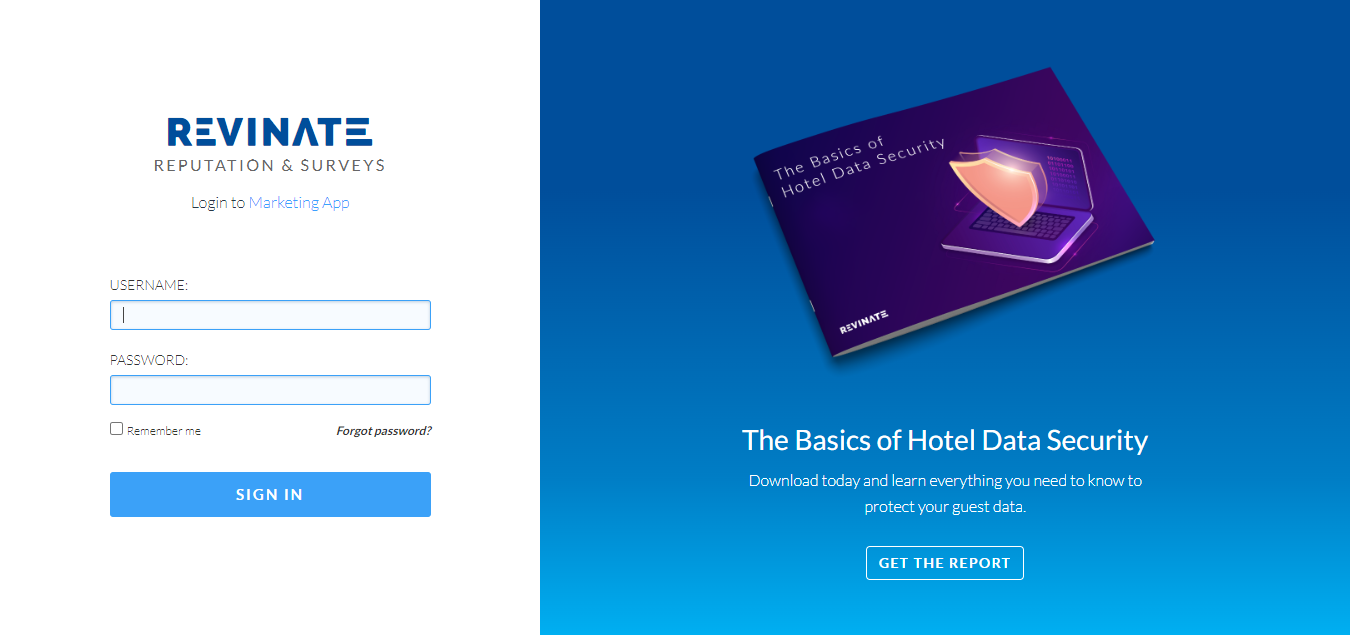 REVINATE
REPUTATION & SURVEYS
Login to Marketing App
USERNAME:
PASSWORD:
Remember me
Forgot password?
SIGN IN
The Basics of
Hotel Data Security
REVINATE
The Basics of Hotel Data Security
Download today and learn everything you need to know to
protect your guest data.
GET THE REPORT